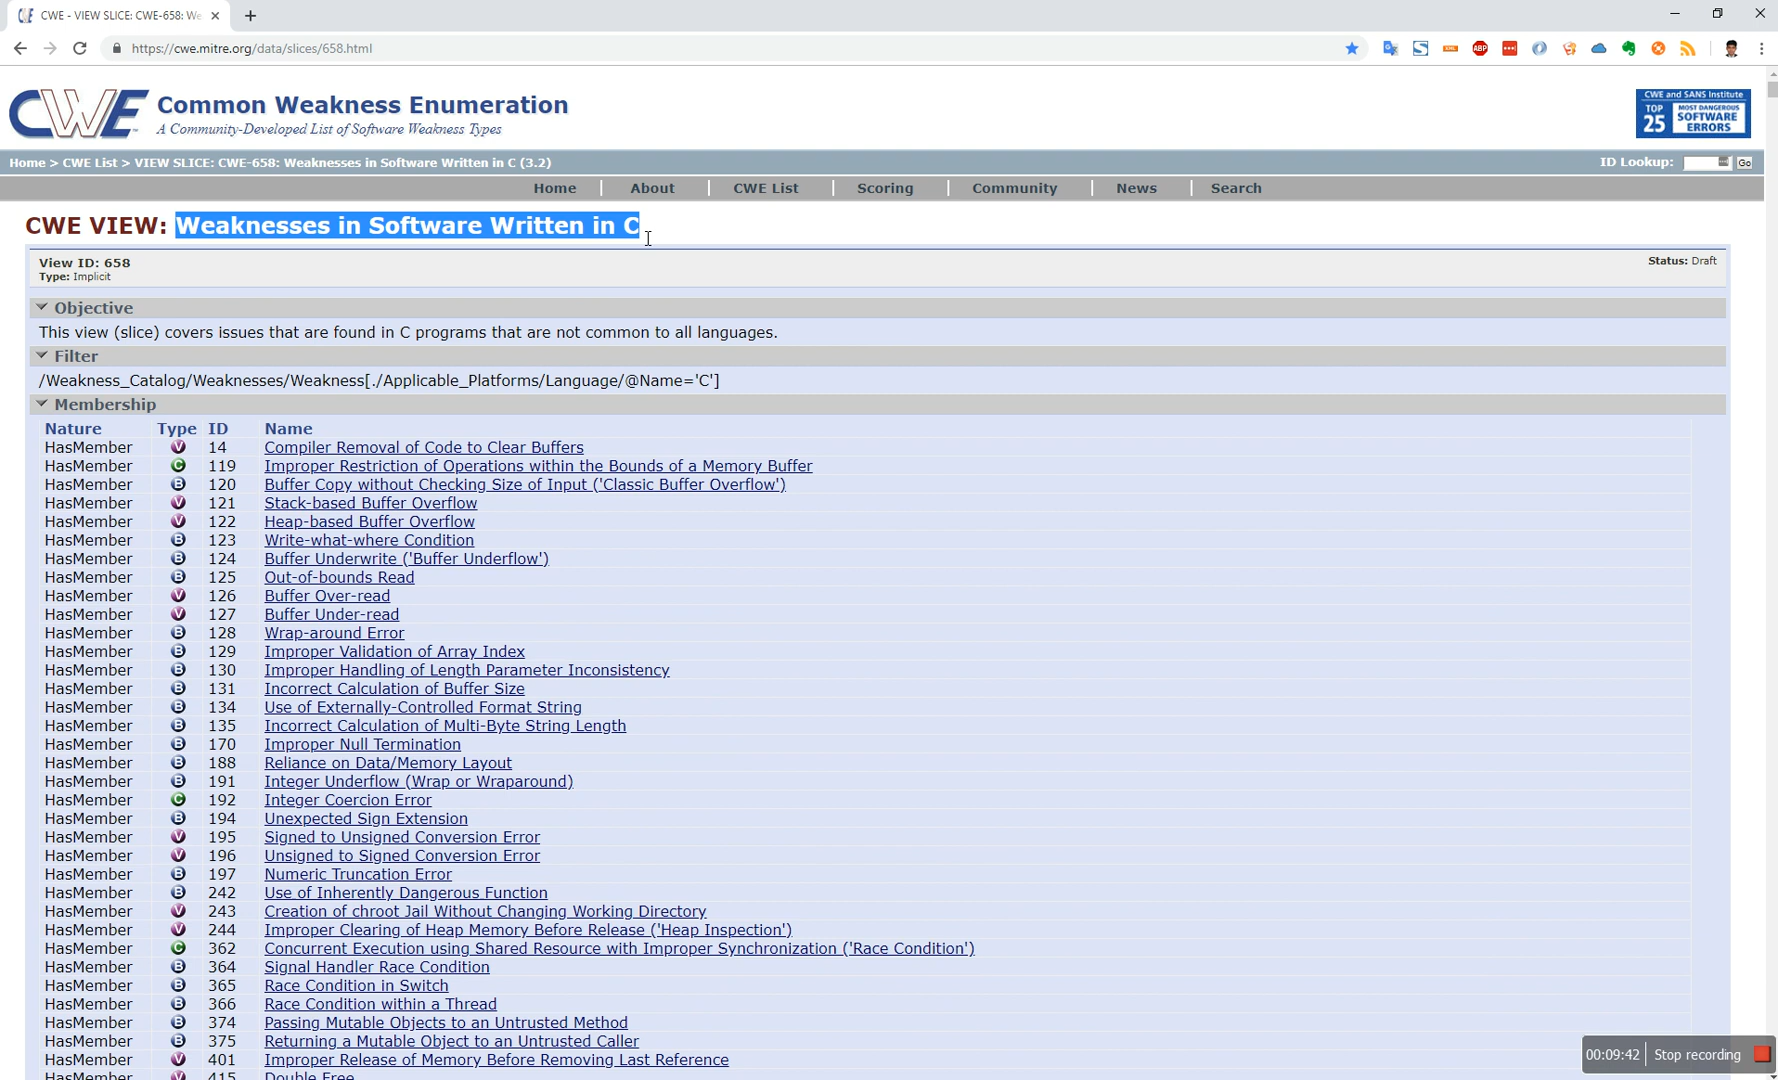 CWE - VIEW SLICE: CWE-658: We
https://cwe.mitre.org/data/slices/658.html
ABP
CWE
Common Weakness Enumeration
A Community-Developed List of Software Weakness Types
CWE and SANS Institute
TOP 25
MOST DANGEROUS
SOFTWARE
ERRORS
Home > CWE List > VIEW SLICE: CWE-658: Weaknesses in Software Written in C (3.2)
ID Lookup:
Go
Home
About
CWE List
Scoring
Community
News
Search
CWE VIEW: Weaknesses in Software Written in C
View ID: 658
Type: Implicit
Status: Draft
Objective
This view (slice) covers issues that are found in C programs that are not common to all languages.
Filter
/Weakness_Catalog/Weaknesses/Weakness[./Applicable_Platforms/Language/@Name='C']
Membership
Nature Type ID Name
HasMember V 14 Compiler Removal of Code to Clear Buffers
HasMember C 119 Improper Restriction of Operations within the Bounds of a Memory Buffer
HasMember B 120 Buffer Copy without Checking Size of Input ('Classic Buffer Overflow')
HasMember V 121 Stack-based Buffer Overflow
HasMember V 122 Heap-based Buffer Overflow
HasMember B 123 Write-what-where Condition
HasMember B 124 Buffer Underwrite ('Buffer Underflow')
HasMember B 125 Out-of-bounds Read
HasMember V 126 Buffer Over-read
HasMember V 127 Buffer Under-read
HasMember B 128 Wrap-around Error
HasMember B 129 Improper Validation of Array Index
HasMember B 130 Improper Handling of Length Parameter Inconsistency
HasMember B 131 Incorrect Calculation of Buffer Size
HasMember B 134 Use of Externally-Controlled Format String
HasMember B 135 Incorrect Calculation of Multi-Byte String Length
HasMember B 170 Improper Null Termination
HasMember B 188 Reliance on Data/Memory Layout
HasMember B 191 Integer Underflow (Wrap or Wraparound)
HasMember C 192 Integer Coercion Error
HasMember B 194 Unexpected Sign Extension
HasMember V 195 Signed to Unsigned Conversion Error
HasMember V 196 Unsigned to Signed Conversion Error
HasMember B 197 Numeric Truncation Error
HasMember B 242 Use of Inherently Dangerous Function
HasMember V 243 Creation of chroot Jail Without Changing Working Directory
HasMember V 244 Improper Clearing of Heap Memory Before Release ('Heap Inspection')
HasMember C 362 Concurrent Execution using Shared Resource with Improper Synchronization ('Race Condition')
HasMember B 364 Signal Handler Race Condition
HasMember B 365 Race Condition in Switch
HasMember B 366 Race Condition within a Thread
HasMember B 374 Passing Mutable Objects to an Untrusted Method
HasMember B 375 Returning a Mutable Object to an Untrusted Caller
HasMember V 401 Improper Release of Memory Before Removing Last Reference
HasMember V 415 Double Free
00:09:42 Stop recording